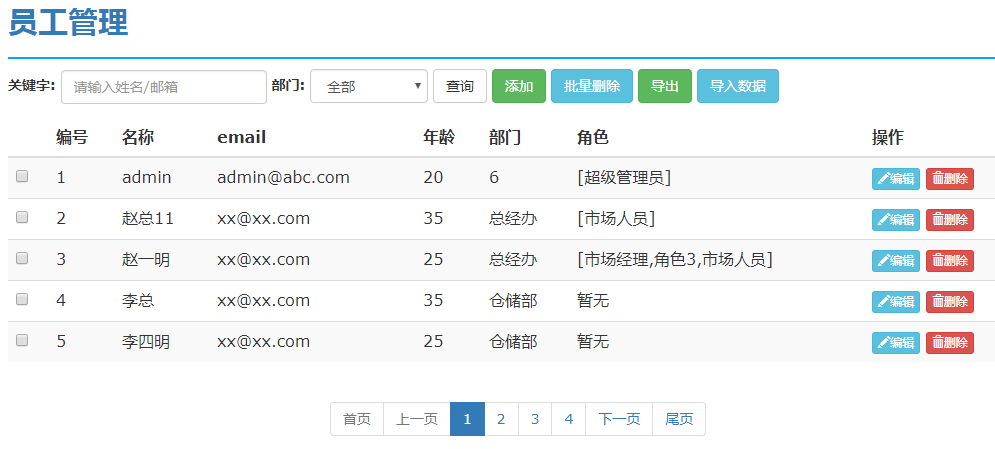 员工管理
关键字: 请输入姓名/邮箱 部门: 全部 查询 添加 批量删除 导出 导入数据
编号 名称 email 年龄 部门 角色 操作
1 admin admin@abc.com 20 6 [超级管理员] 编辑 删除
2 赵总11 xx@xx.com 35 总经办 [市场人员] 编辑 删除
3 赵一明 xx@xx.com 25 总经办 [市场经理,角色3,市场人员] 编辑 删除
4 李总 xx@xx.com 35 仓储部 暂无 编辑 删除
5 李四明 xx@xx.com 25 仓储部 暂无 编辑 删除
首页 上一页 1 2 3 4 下一页 尾页